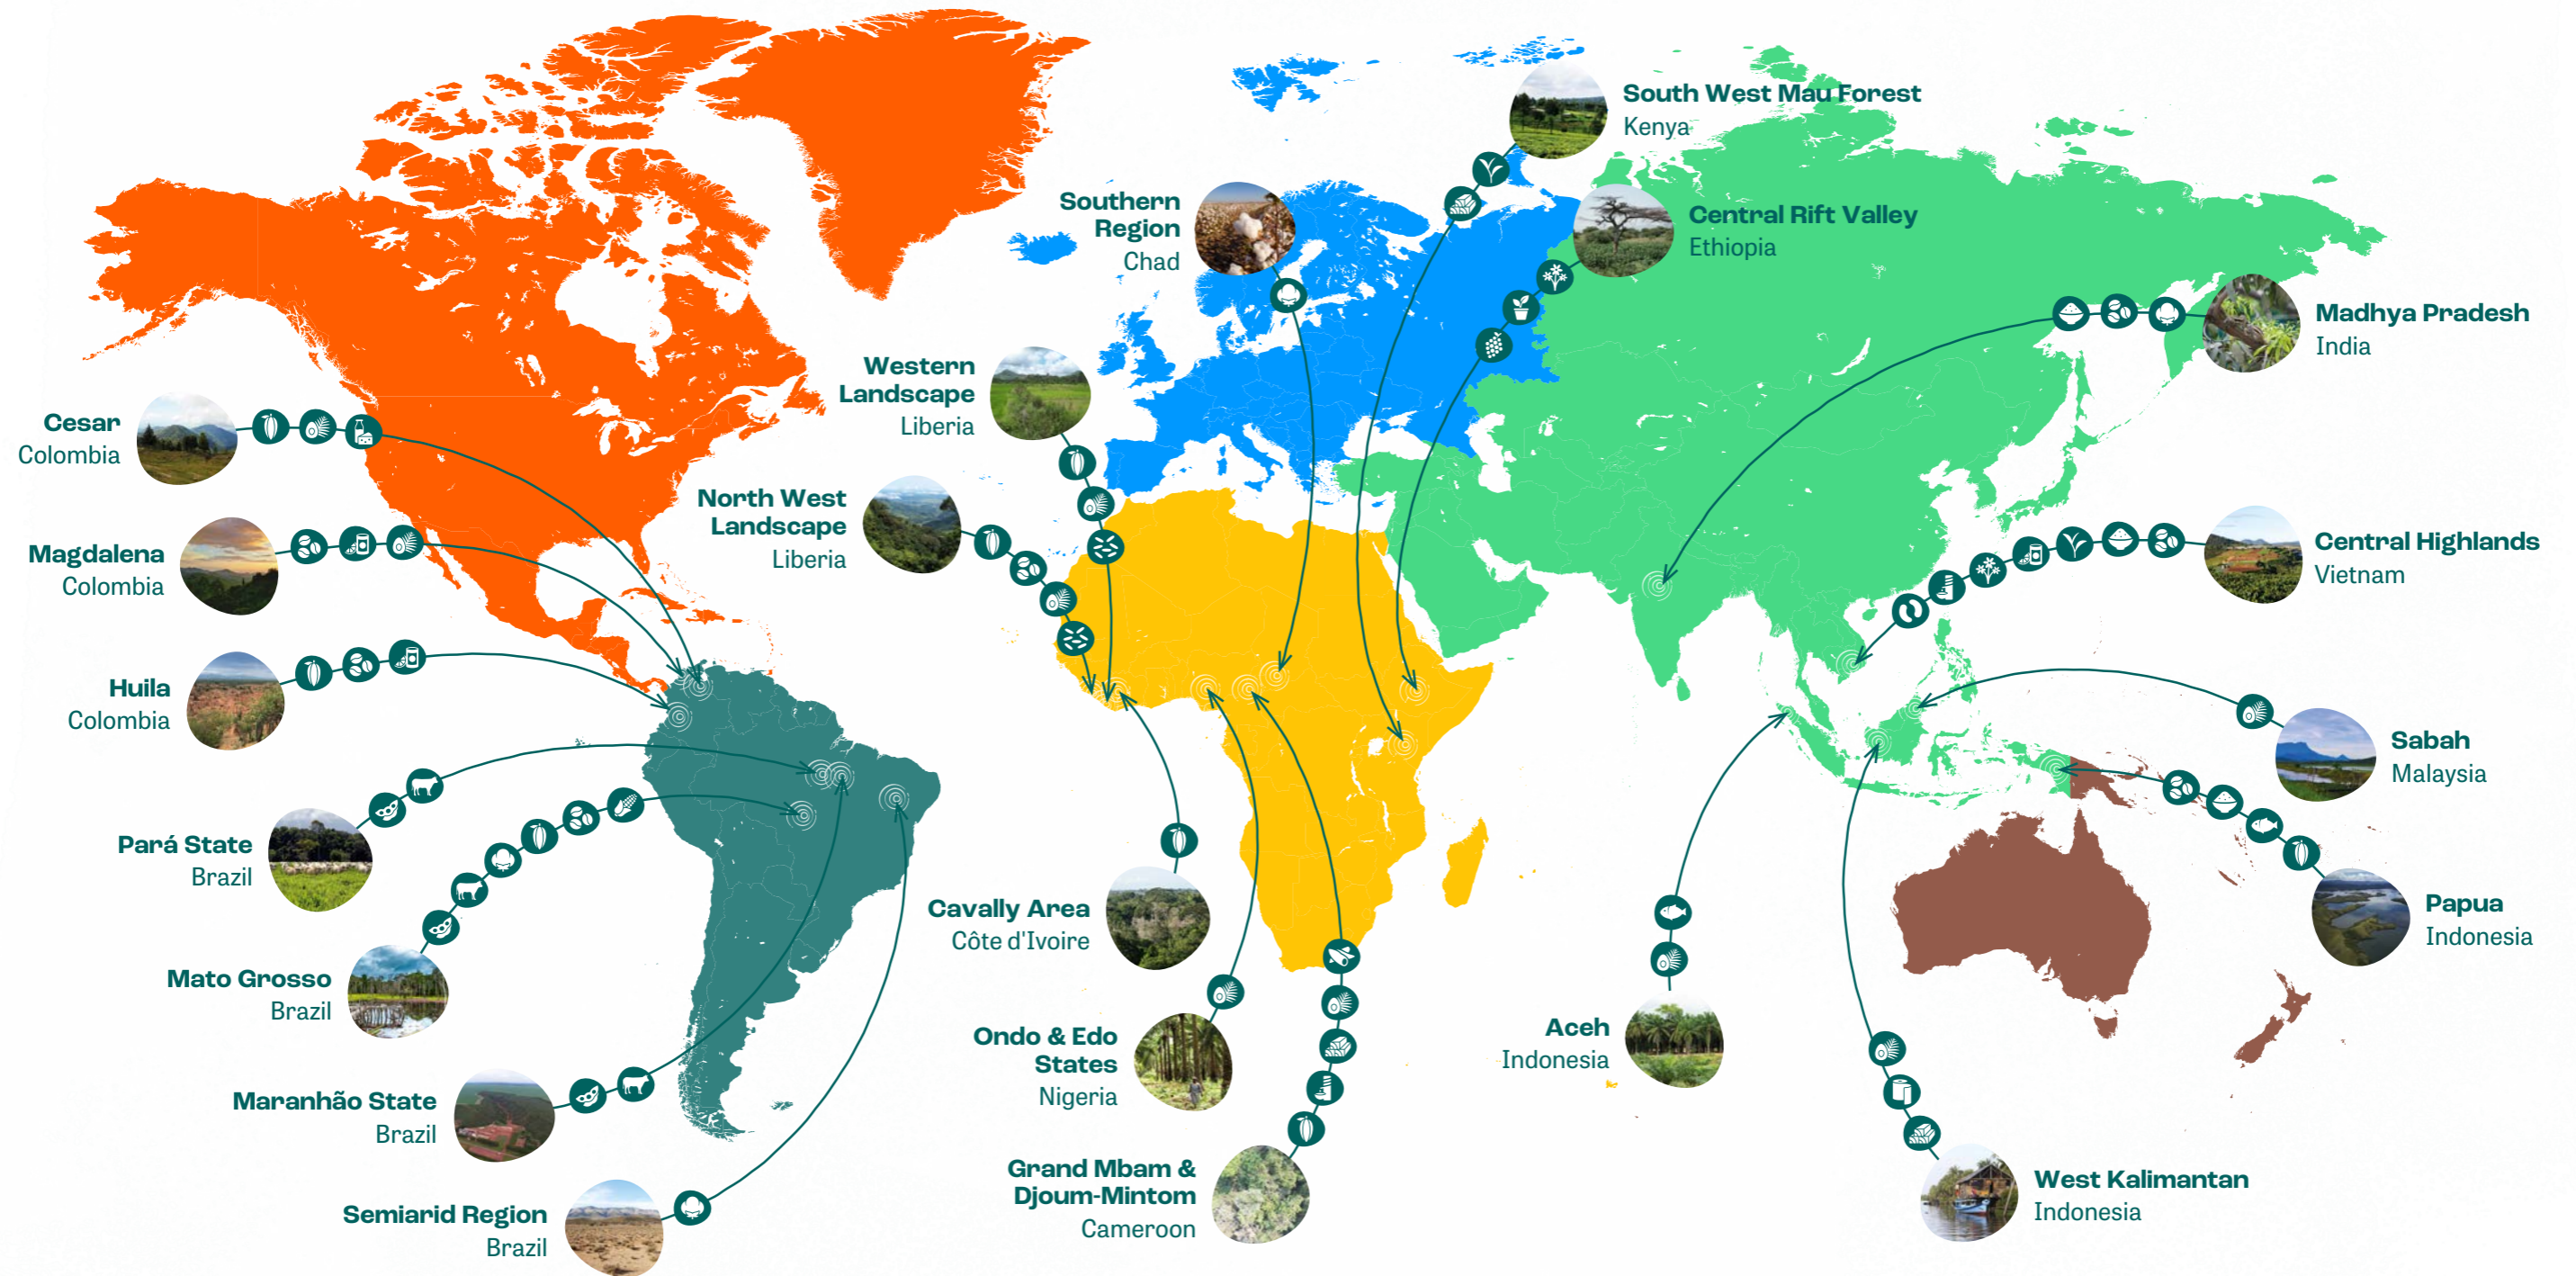 South West Mau Forest
Kenya
Southern
Region
Chad
Central Rift Valley
Ethiopia
Madhya Pradesh
India
Western
Landscape
Liberia
Cesar
Colombia
North West
Landscape
Liberia
Magdalena
Colombia
Central Highlands
Vietnam
Huila
Colombia
Sabah
Malaysia
Pará State
Brazil
Cavally Area
Côte d'Ivoire
Papua
Indonesia
Mato Grosso
Brazil
Ondo & Edo
States
Nigeria
Aceh
Indonesia
Maranhão State
Brazil
Grand Mbam &
Djoum-Mintom
Cameroon
West Kalimantan
Indonesia
Semiarid Region
Brazil